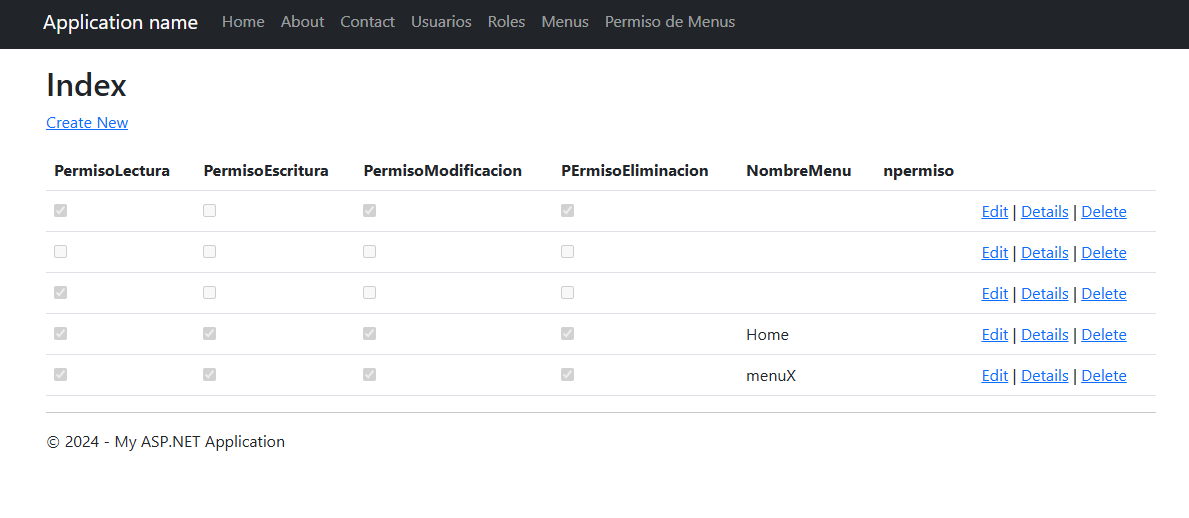 Application name Home About Contact Usuarios Roles Menus Permiso de Menus
Index
Create New
PermisoLectura PermisoEscritura PermisoModificacion PErmisoEliminacion NombreMenu npermiso
Edit | Details | Delete
Edit | Details | Delete
Edit | Details | Delete
Home Edit | Details | Delete
menuX Edit | Details | Delete
© 2024 - My ASP.NET Application